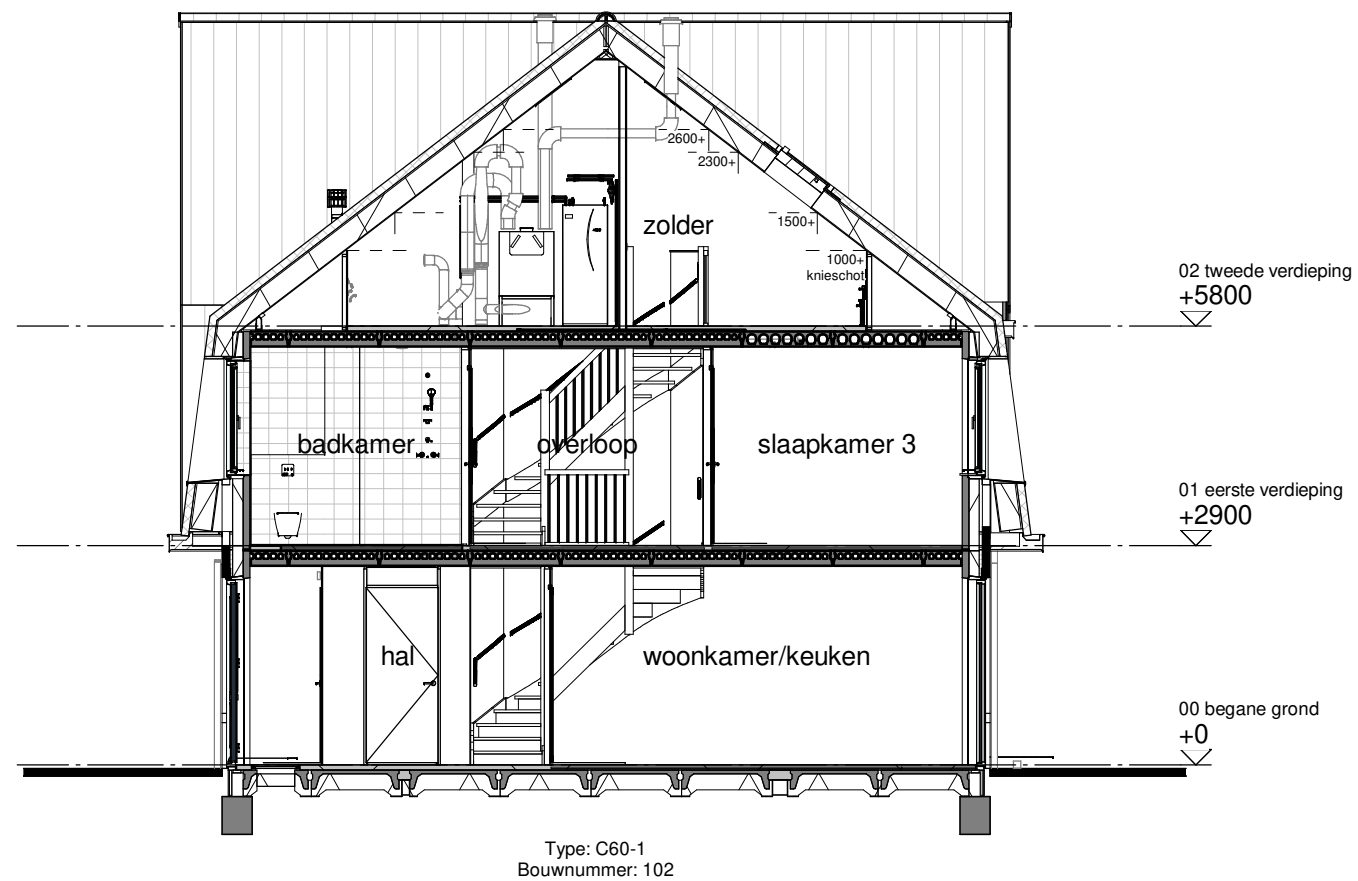 2600+
2300+
zolder
1500+
1000+
knieschot
02 tweede verdieping
+5800
badkamer
overloop
slaapkamer 3
01 eerste verdieping
+2900
hal
woonkamer/keuken
00 begane grond
+0
Type: C60-1
Bouwnummer: 102